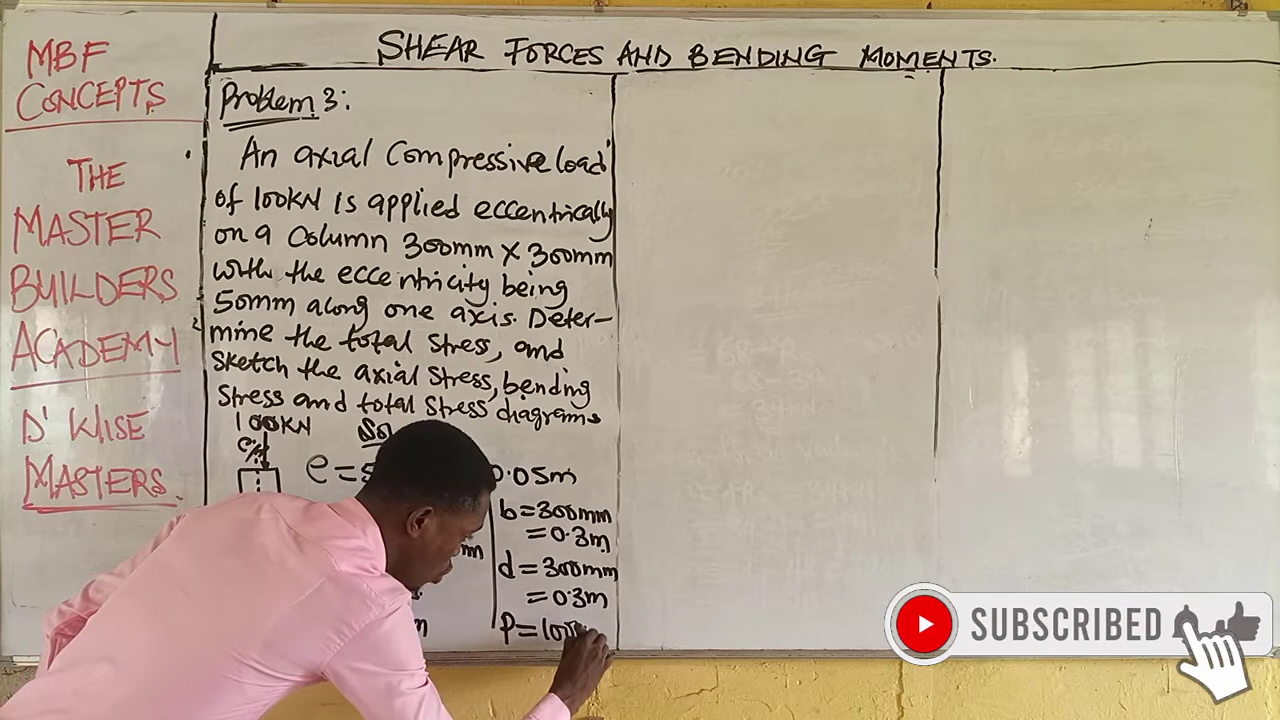 MBF
CONCEPTS
THE
MASTER
BUILDERS
ACADEMY
D' WISE
MASTERS.
SHEAR FORCES AND BENDING MOMENTS.
Problem 3:
An axial Compressive load
of 100KN is applied eccentrically
on a Column 300mm x 300mm
with the eccentricity being
50mm along one axis. Deter-
mine the total stress, and
sketch the axial stress, bending
stress and total stress diagrams
100KN
e = 0.05m
b = 300mm
= 0.3m
d = 300mm
= 0.3m
P = 100
SUBSCRIBED